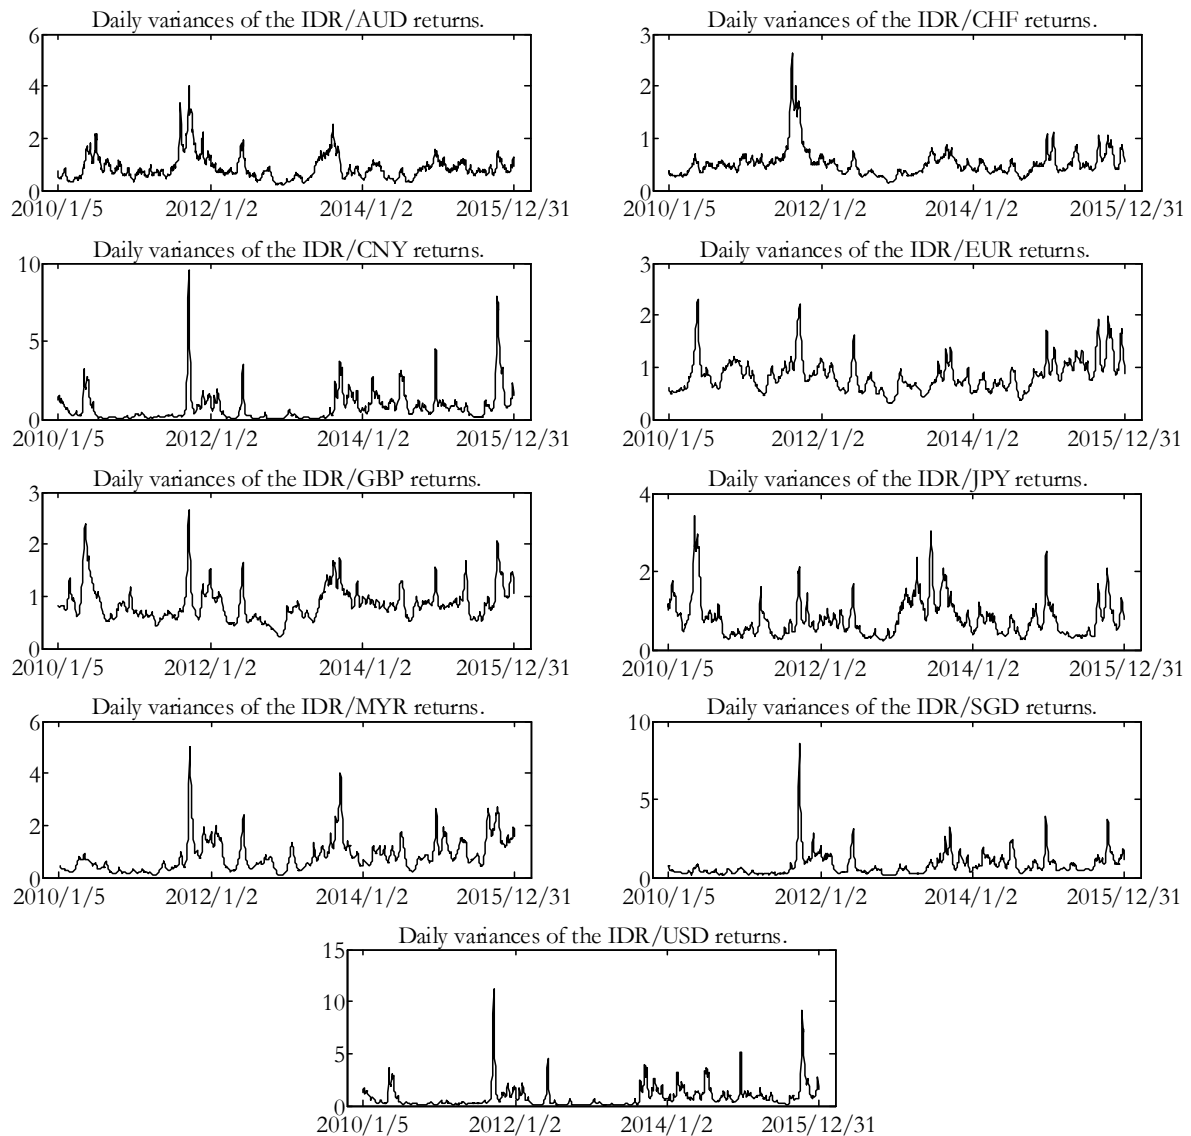 Daily variances of the IDR/AUD returns.
6
4
2
0
2010/1/5 2012/1/2 2014/1/2 2015/12/31
Daily variances of the IDR/CHF returns.
3
2
1
0
2010/1/5 2012/1/2 2014/1/2 2015/12/31
Daily variances of the IDR/CNY returns.
10
5
0
2010/1/5 2012/1/2 2014/1/2 2015/12/31
Daily variances of the IDR/EUR returns.
3
2
1
0
2010/1/5 2012/1/2 2014/1/2 2015/12/31
Daily variances of the IDR/GBP returns.
3
2
1
0
2010/1/5 2012/1/2 2014/1/2 2015/12/31
Daily variances of the IDR/JPY returns.
4
2
0
2010/1/5 2012/1/2 2014/1/2 2015/12/31
Daily variances of the IDR/MYR returns.
6
4
2
0
2010/1/5 2012/1/2 2014/1/2 2015/12/31
Daily variances of the IDR/SGD returns.
10
5
0
2010/1/5 2012/1/2 2014/1/2 2015/12/31
Daily variances of the IDR/USD returns.
15
10
5
0
2010/1/5 2012/1/2 2014/1/2 2015/12/31